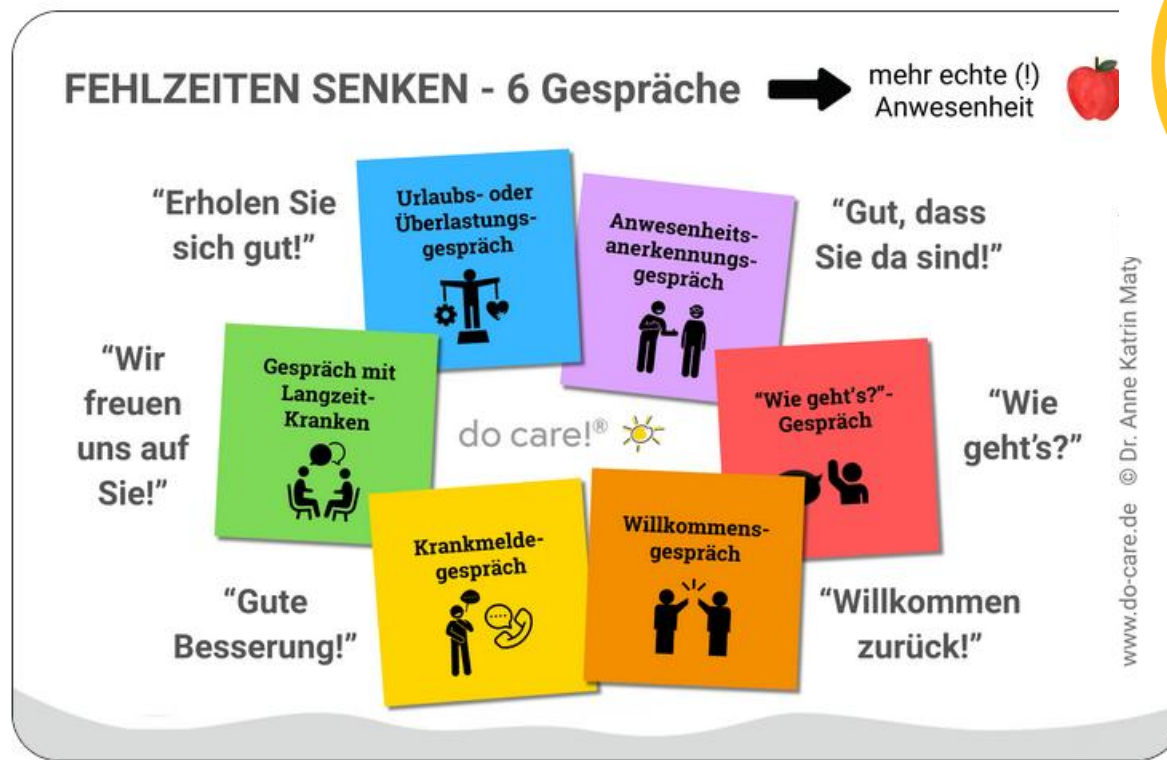 FEHLZEITEN SENKEN - 6 Gespräche
mehr echte (!)
Anwesenheit
“Erholen Sie
sich gut!”
Urlaubs- oder
Überlastungs-
gespräch
Anwesenheits-
anerkennungs-
gespräch
“Gut, dass
Sie da sind!”
“Wir
freuen
uns auf
Sie!”
Gespräch mit
Langzeit-
Kranken
do care!®
“Wie geht’s?”-
Gespräch
“Wie
geht’s?”
“Gute
Besserung!”
Krankmelde-
gespräch
Willkommens-
gespräch
“Willkommen
zurück!”
www.do-care.de © Dr. Anne Katrin Maty